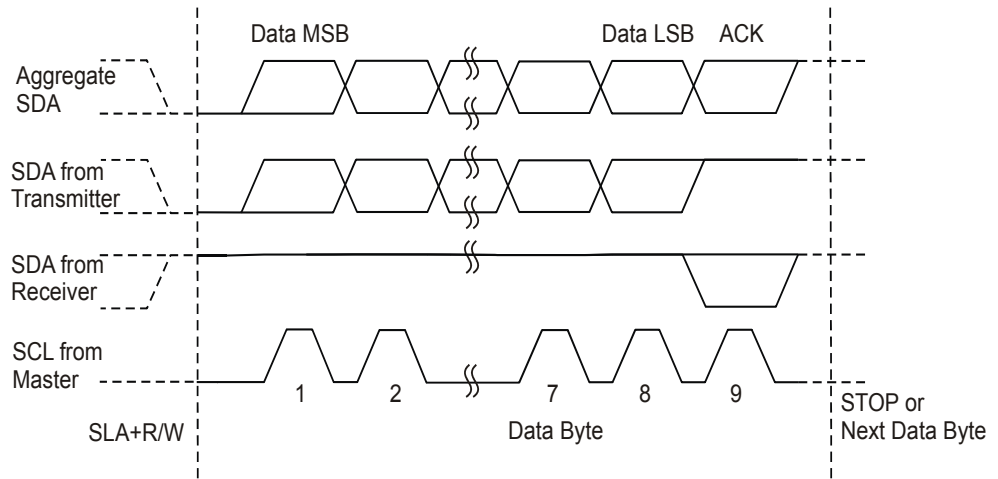 Data MSB
Data LSB
ACK
Aggregate
SDA
SDA from
Transmitter
SDA from
Receiver
SCL from
Master
1
2
7
8
9
SLA+R/W
Data Byte
STOP or
Next Data Byte